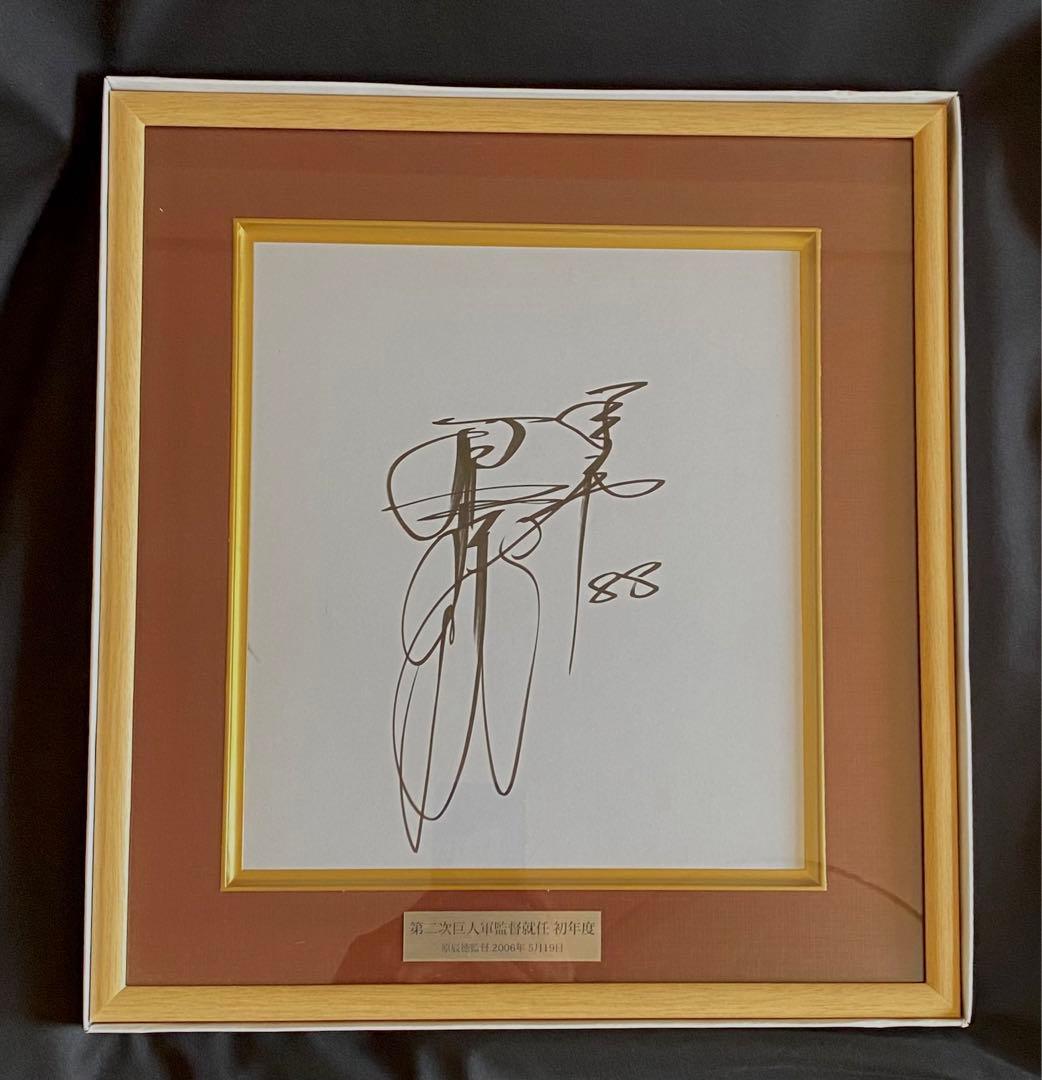 88
第二次巨人軍監督就任 初年度
原辰徳監督 2006年 5月19日